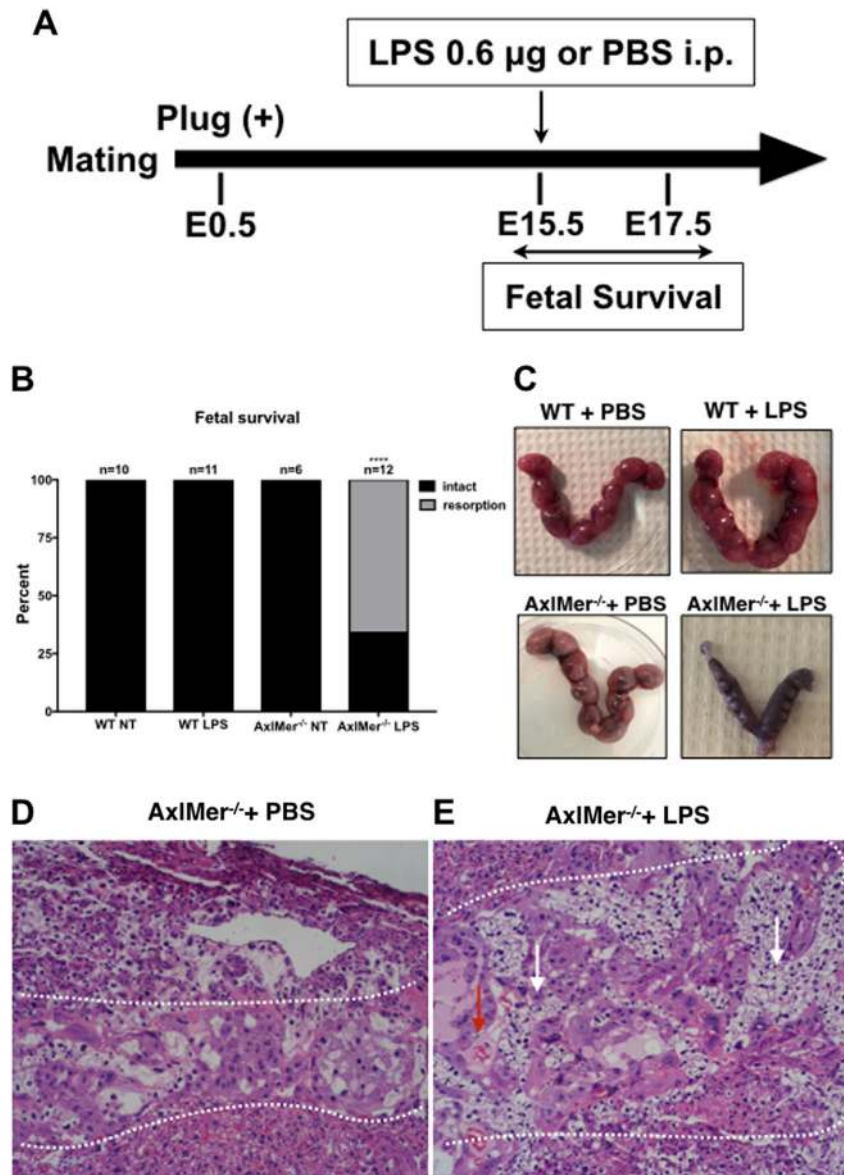 A
LPS 0.6 µg or PBS i.p.
Plug (+)
Mating
E0.5
E15.5
E17.5
Fetal Survival
B
Fetal survival
****
n=10
n=11
n=6
n=12
intact
resorption
100
75
50
25
0
Percent
WT NT
WT LPS
AxlMer-/- NT
AxlMer-/- LPS
C
WT + PBS
WT + LPS
AxlMer-/-+ PBS
AxlMer-/-+ LPS
D
AxlMer-/-+ PBS
E
AxlMer-/-+ LPS